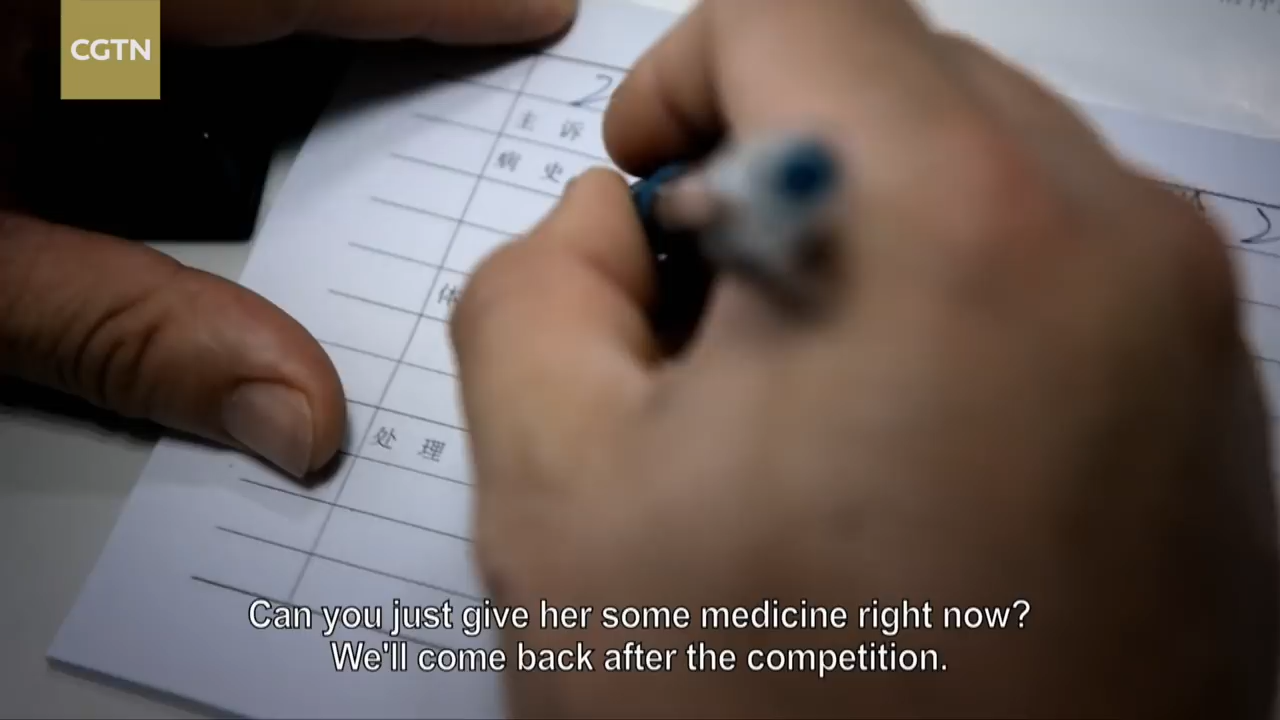 CGTN
2
主 诉
病 史
体
处 理
2
Can you just give her some medicine right now?
We'll come back after the competition.